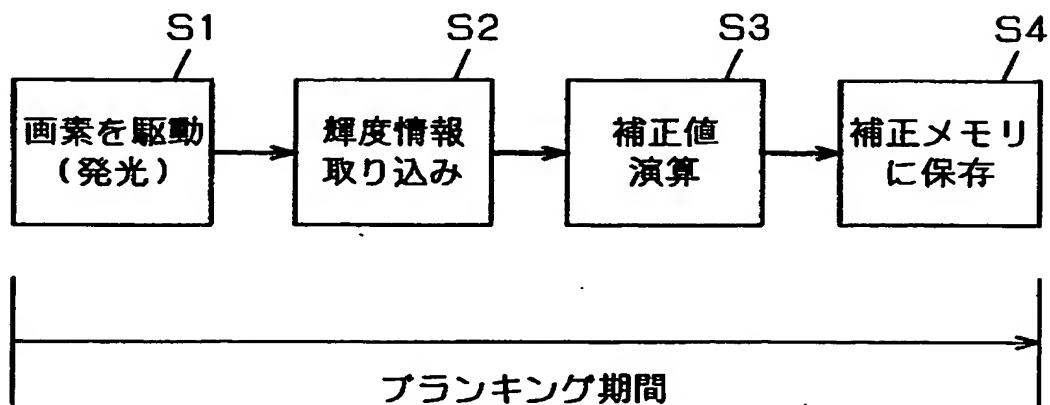 S1
S2
S3
S4
画素を駆動
(発光)
輝度情報
取り込み
補正値
演算
補正メモリ
に保存
ブランキング期間